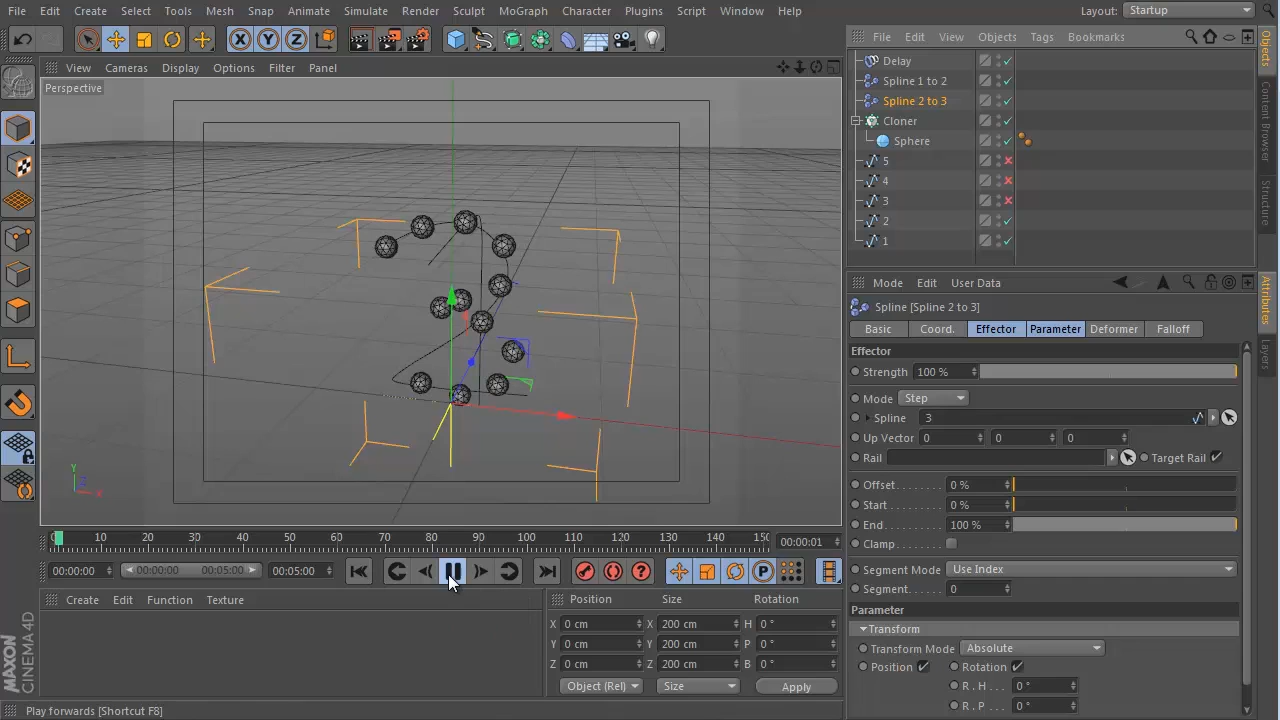 File Edit Create Select Tools Mesh Snap Animate Simulate Render Sculpt MoGraph Character Plugins Script Window Help Layout: Startup
X Y Z
File Edit View Objects Tags Bookmarks
View Cameras Display Options Filter Panel
Perspective
Delay
Spline 1 to 2
Spline 2 to 3
Cloner
Sphere
5
4
3
2
1
Objects
Content Browser
Structure
Mode Edit User Data
Spline [Spline 2 to 3]
Basic Coord. Effector Parameter Deformer Falloff
Effector
Strength 100 %
Mode Step
Spline 3
Up Vector 0 0 0
Rail Target Rail
Offset 0 %
Start 0 %
End 100 %
Clamp
Segment Mode Use Index
Segment 0
Parameter
Transform
Transform Mode Absolute
Position Rotation
R . H 0 °
R . P 0 °
Attributes
Layers
Y
Z
X
0 10 20 30 40 50 60 70 80 90 100 110 120 130 140 150 00:00:01
00:00:00 00:00:00 00:05:00 00:05:00
P
Create Edit Function Texture
Position Size Rotation
X 0 cm X 200 cm H 0 °
Y 0 cm Y 200 cm P 0 °
Z 0 cm Z 200 cm B 0 °
Object (Rel) Size Apply
MAXON
CINEMA 4D
Play forwards [Shortcut F8]